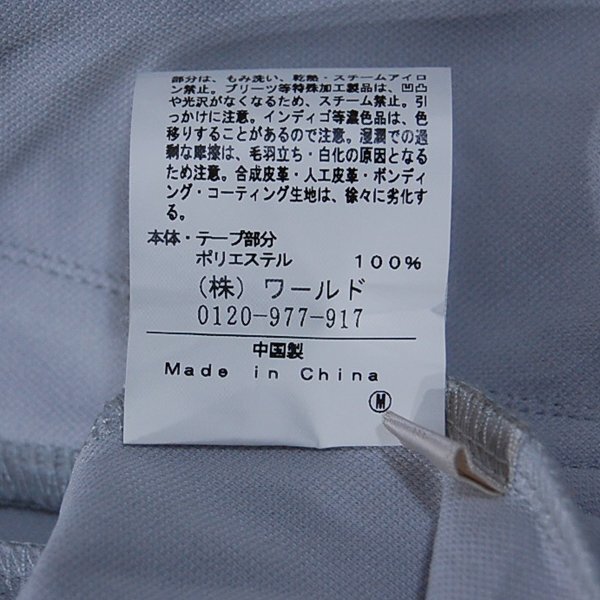 部分は、もみ洗い、乾熱・スチームアイロ
ン禁止。プリーツ等特殊加工製品は、凹凸
や光沢がなくなるため、スチーム禁止。引
っかけに注意。インディゴ等濃色品は、色
移りすることがあるので注意。湿潤での過
剰な摩擦は、毛羽立ち・白化の原因となる
ため注意。合成皮革・人工皮革・ボンディ
ング・コーティング生地は、徐々に劣化す
る。
本体・テープ部分
ポリエステル 100%
(株) ワールド
0120-977-917
中国製
Made in China
M